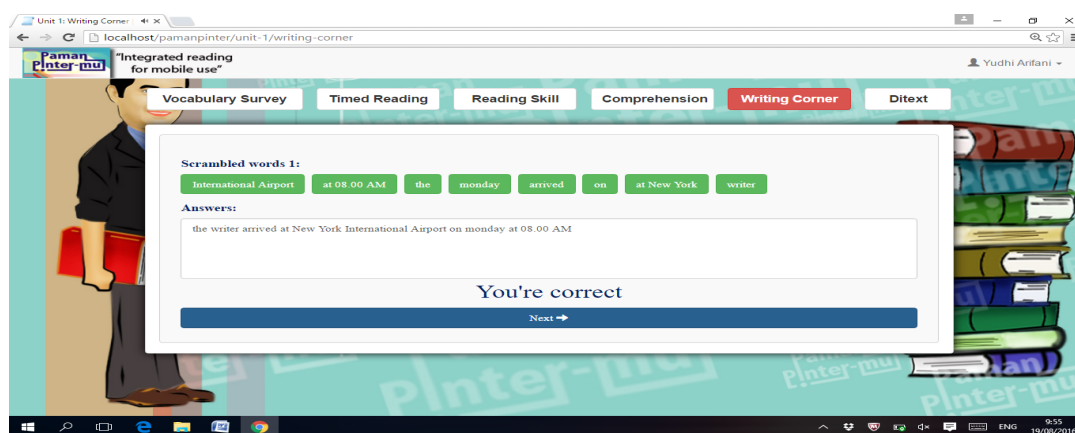 Unit 1: Writing Corner
localhost/pamanpinter/unit-1/writing-corner
Paman
Pinter-mu
"Integrated reading
for mobile use"
Yudhi Arifani
Vocabulary Survey Timed Reading Reading Skill Comprehension Writing Corner Ditext
Scrambled words 1:
International Airport at 08.00 AM the monday arrived on at New York writer
Answers:
the writer arrived at New York International Airport on monday at 08.00 AM
You're correct
Next
ENG
9:55
19/08/2016